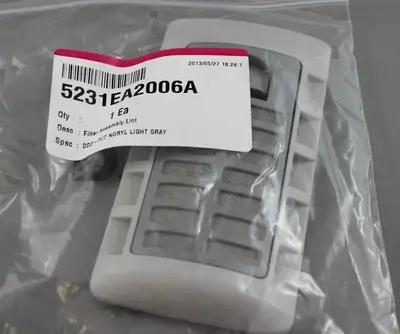 2013/05/27 18:24:1
5231EA2006A
Qty : 1 Ea
Desc : Filter Assembly,Lint
Spec : NORYL LIGHT GRAY